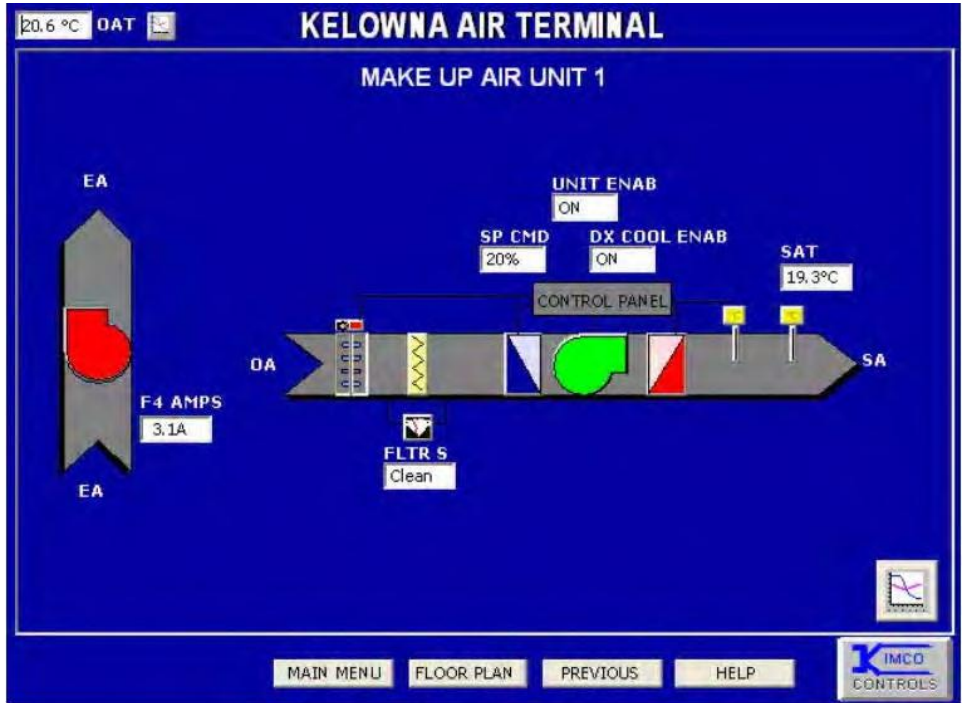 20.6 °C OAT
KELOWNA AIR TERMINAL
MAKE UP AIR UNIT 1
EA
UNIT ENAB
ON
SP CMD
20%
DX COOL ENAB
ON
SAT
19.3°C
CONTROL PANEL
OA
SA
F4 AMPS
3.1A
FLTR S
Clean
EA
MAIN MENU
FLOOR PLAN
PREVIOUS
HELP
KIMCO
CONTROLS